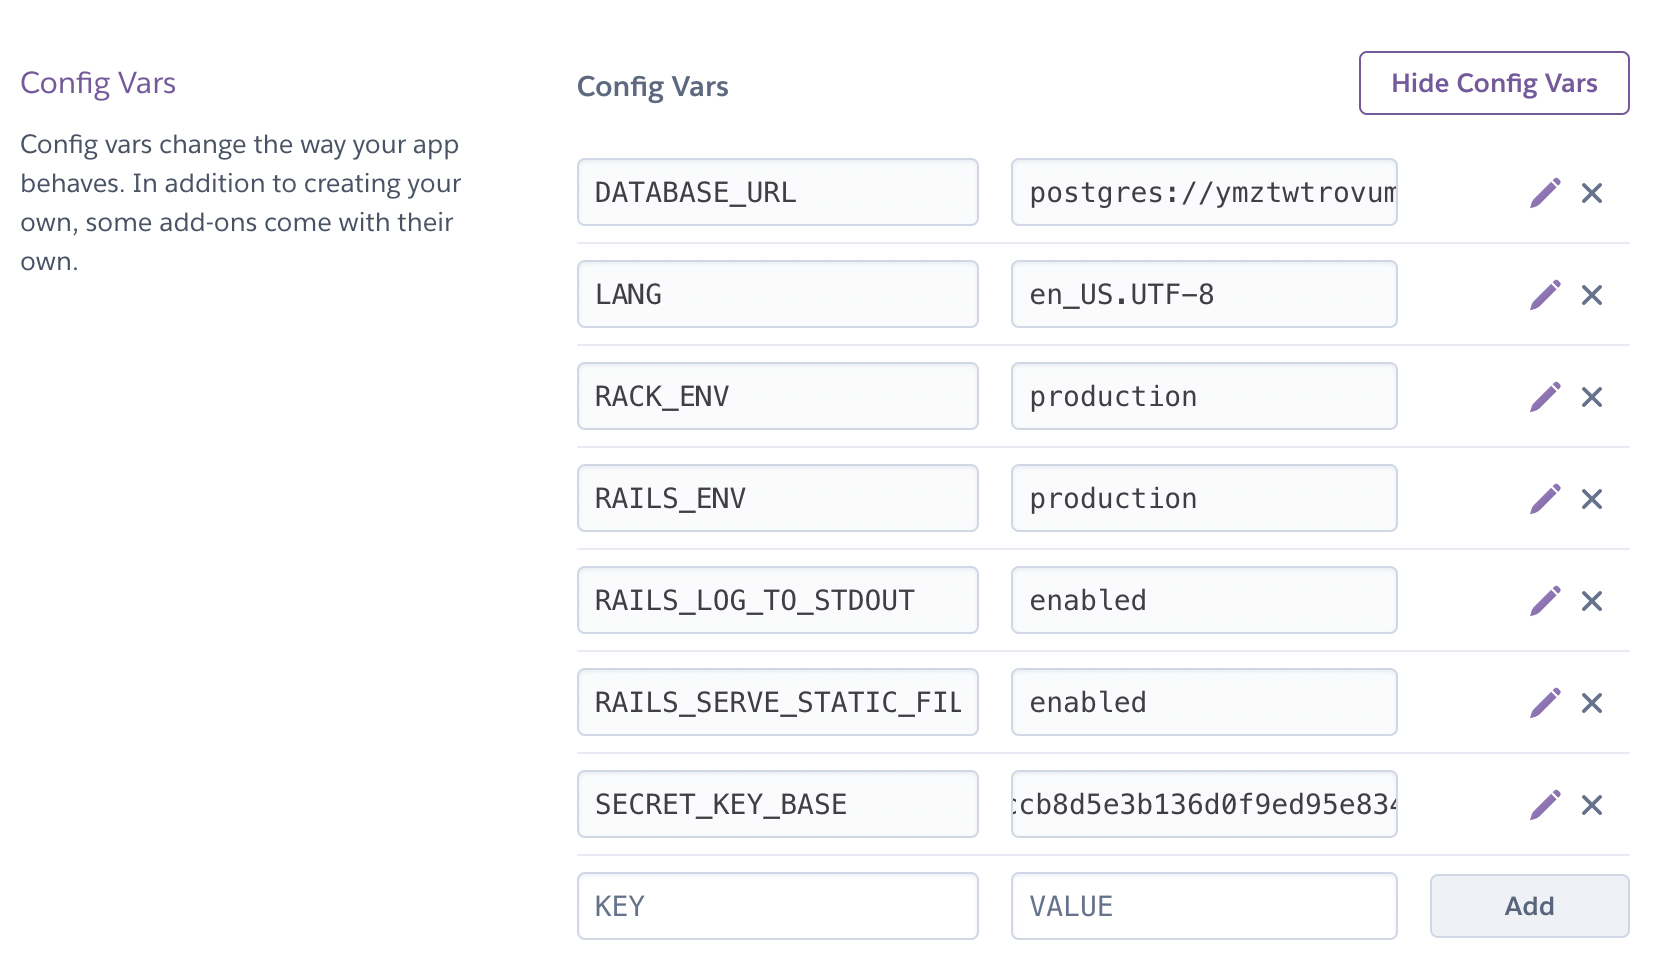 Config Vars
Config vars change the way your app
behaves. In addition to creating your
own, some add-ons come with their
own.
Config Vars
Hide Config Vars
DATABASE_URL postgres://ymztwtrovum
LANG en_US.UTF-8
RACK_ENV production
RAILS_ENV production
RAILS_LOG_TO_STDOUT enabled
RAILS_SERVE_STATIC_FIL enabled
SECRET_KEY_BASE ccb8d5e3b136d0f9ed95e834
KEY VALUE Add